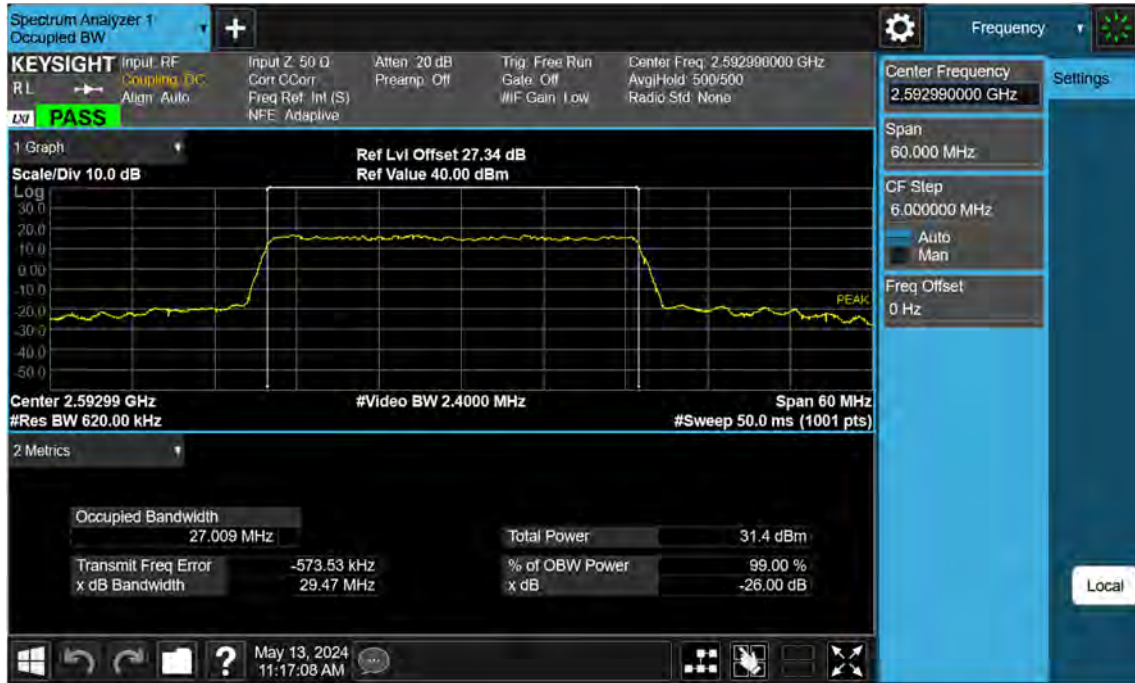 Spectrum Analyzer 1
Occupied BW
Frequency
KEYSIGHT
Input: RF
Coupling: DC
Align: Auto
RL
LXI
PASS
Input Z: 50 Ω
Corr CCorr
Freq Ref: Int (S)
NFE: Adaptive
Atten: 20 dB
Preamp: Off
Trig: Free Run
Gate: Off
#IF Gain: Low
Center Freq: 2.592990000 GHz
Avg|Hold: 500/500
Radio Std: None
Center Frequency
2.592990000 GHz
Settings
Span
60.000 MHz
CF Step
6.000000 MHz
Auto
Man
Freq Offset
0 Hz
1 Graph
Scale/Div 10.0 dB
Ref Lvl Offset 27.34 dB
Ref Value 40.00 dBm
Log
30.0
20.0
10.0
0.00
-10.0
-20.0
-30.0
-40.0
-50.0
PEAK
Center 2.59299 GHz
#Video BW 2.4000 MHz
Span 60 MHz
#Res BW 620.00 kHz
#Sweep 50.0 ms (1001 pts)
2 Metrics
Occupied Bandwidth
27.009 MHz
Total Power 31.4 dBm
Transmit Freq Error -573.53 kHz
% of OBW Power 99.00 %
x dB Bandwidth 29.47 MHz
x dB -26.00 dB
Local
?
May 13, 2024
11:17:08 AM